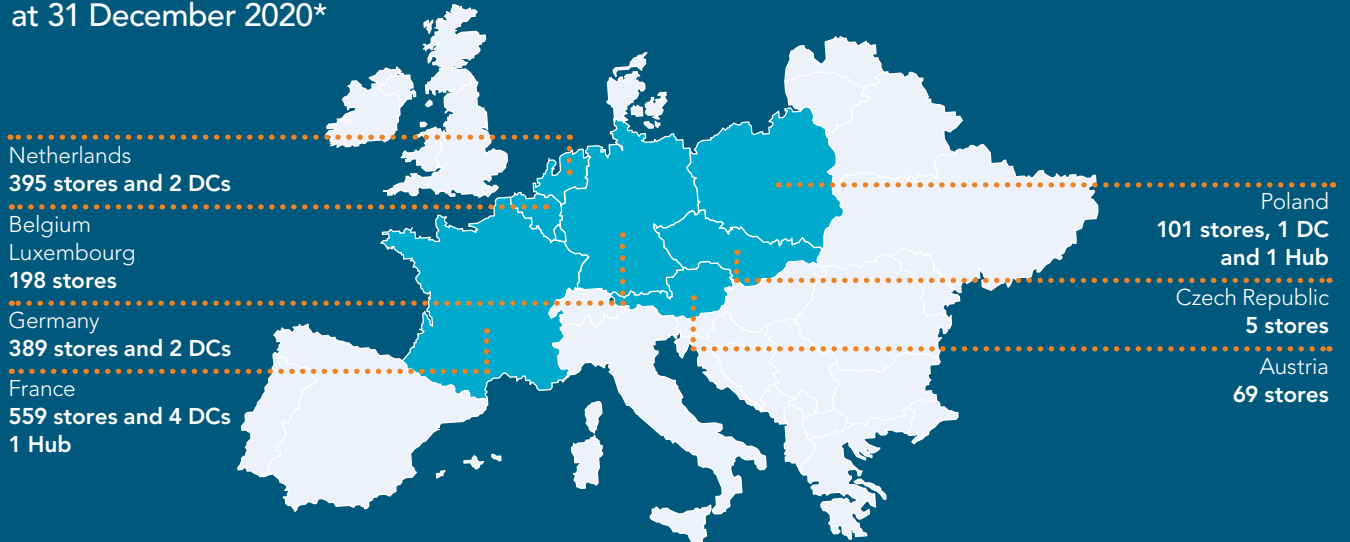 at 31 December 2020*
Netherlands
395 stores and 2 DCs
Belgium
Luxembourg
198 stores
Germany
389 stores and 2 DCs
France
559 stores and 4 DCs
1 Hub
Poland
101 stores, 1 DC
and 1 Hub
Czech Republic
5 stores
Austria
69 stores